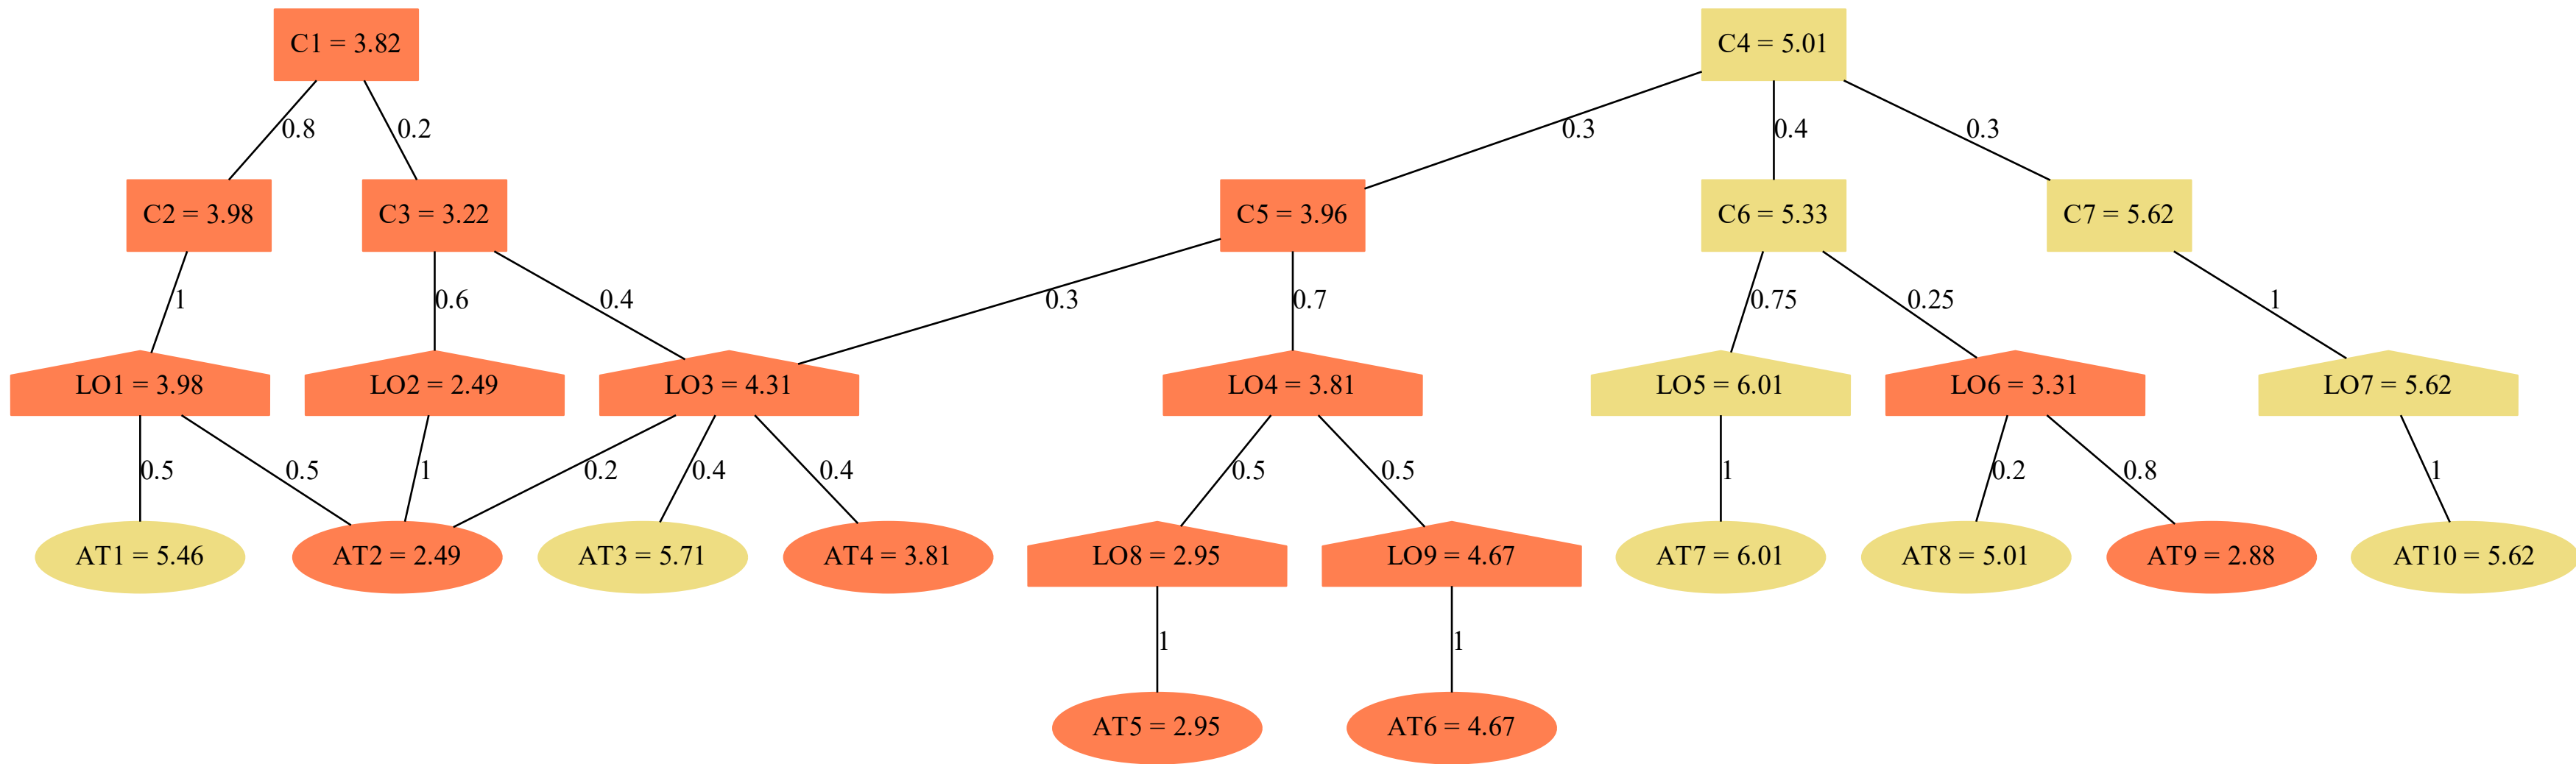 C1 = 3.82
C4 = 5.01
0.8
0.2
0.3
0.4
0.3
C2 = 3.98
C3 = 3.22
C5 = 3.96
C6 = 5.33
C7 = 5.62
1
0.6
0.4
0.3
0.7
0.75
0.25
1
LO1 = 3.98
LO2 = 2.49
LO3 = 4.31
LO4 = 3.81
LO5 = 6.01
LO6 = 3.31
LO7 = 5.62
0.5
0.5
1
0.2
0.4
0.4
0.5
0.5
1
0.2
0.8
1
AT1 = 5.46
AT2 = 2.49
AT3 = 5.71
AT4 = 3.81
LO8 = 2.95
LO9 = 4.67
AT7 = 6.01
AT8 = 5.01
AT9 = 2.88
AT10 = 5.62
1
1
AT5 = 2.95
AT6 = 4.67